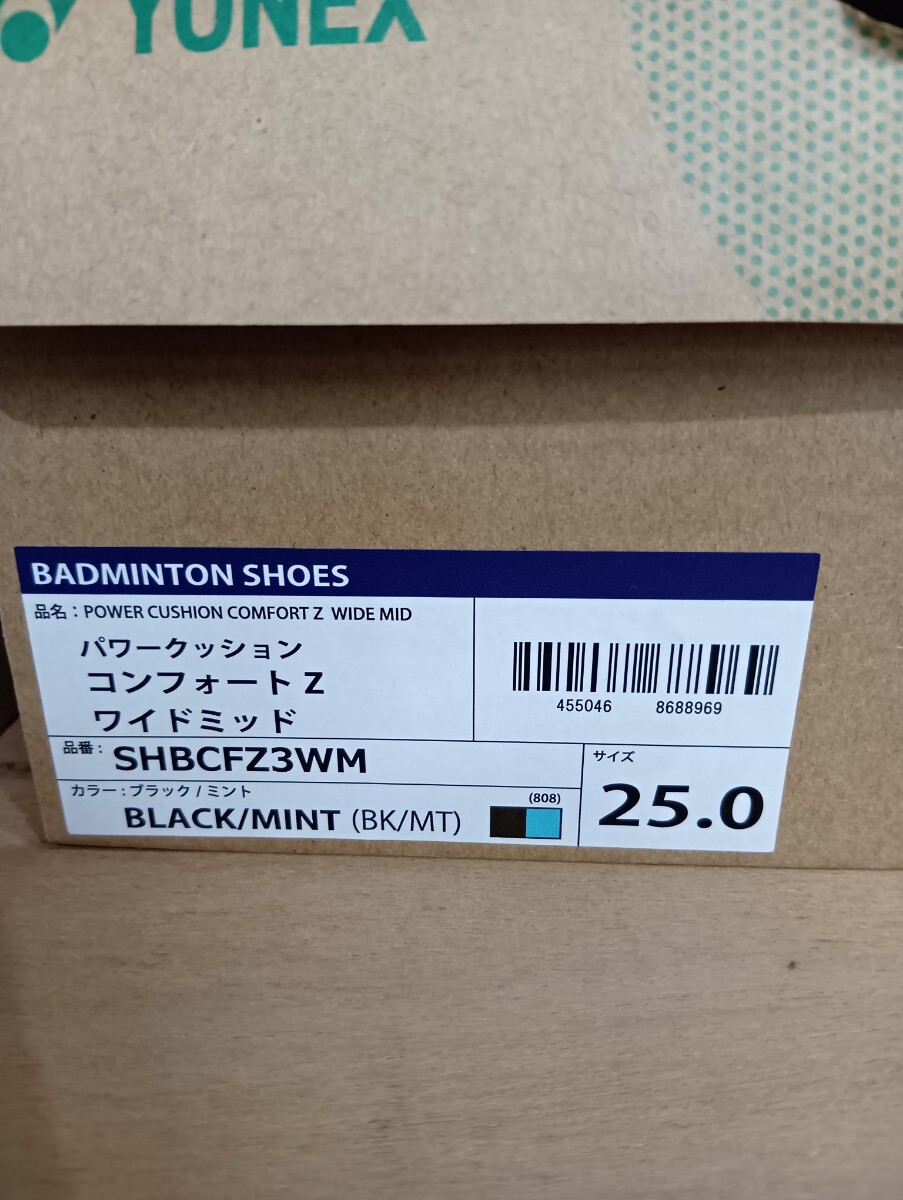 YONEX
BADMINTON SHOES
品名：POWER CUSHION COMFORT Z WIDE MID
パワークッション
コンフォート Z
ワイドミッド
455046 8688969
品番：
SHBCFZ3WM
サイズ
25.0
カラー：ブラック / ミント
(808)
BLACK/MINT (BK/MT)